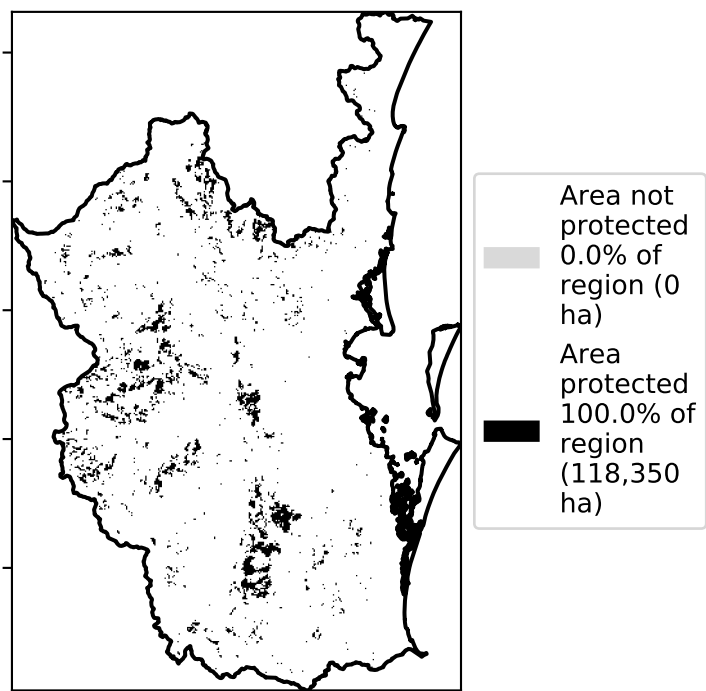 Area not
protected
0.0% of
region (0
ha)
Area
protected
100.0% of
region
(118,350
ha)